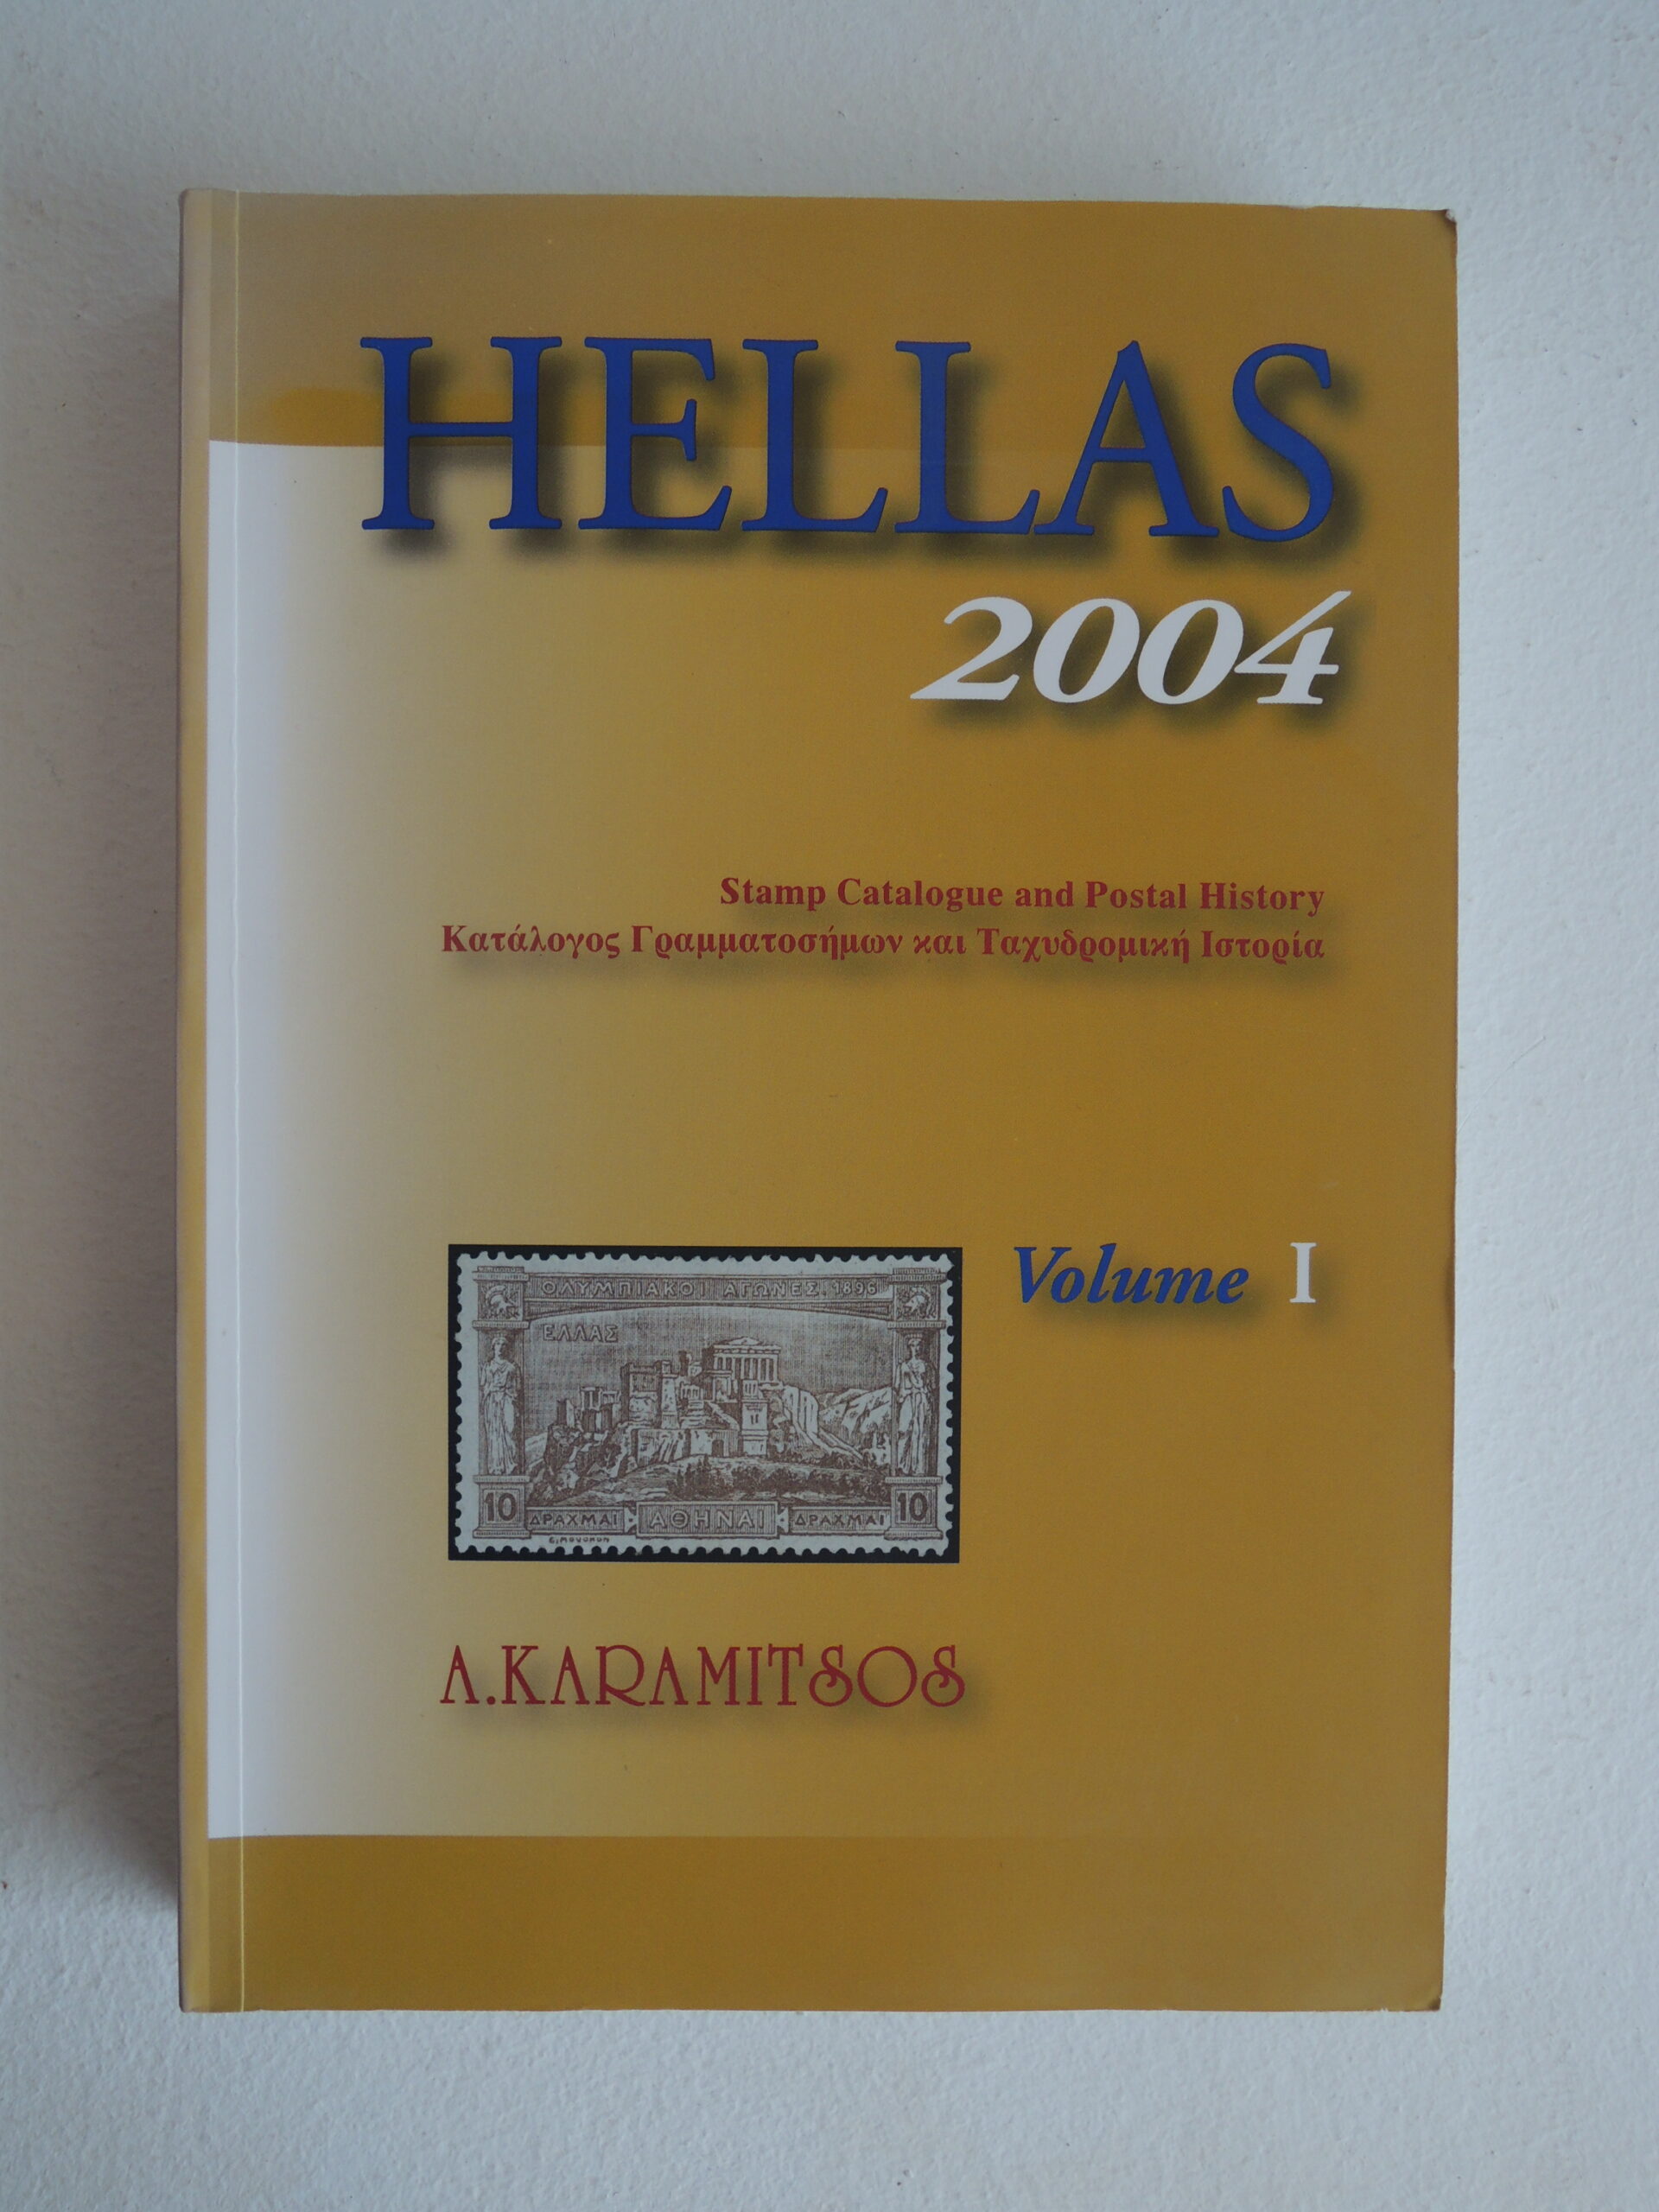 HELLAS
2004
Stamp Catalogue and Postal History
Κατάλογος Γραμματοσήμων και Ταχυδρομική Ιστορία
Volume I
ΟΛΥΜΠΙΑΚΟΙ ΑΓΩΝΕΣ. 1896
ΕΛΛΑΣ
10 ΔΡΑΧΜΑΙ ΑΘΗΝΑΙ ΔΡΑΧΜΑΙ 10
A.KARAMITSOS